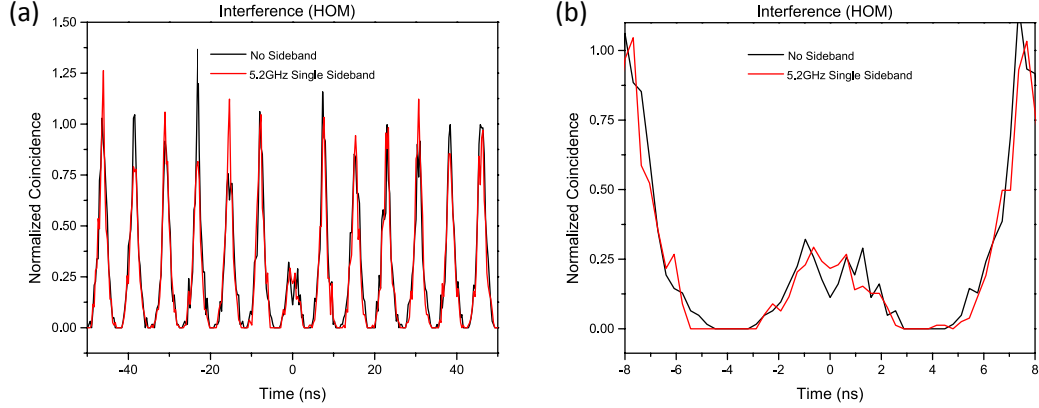 (a)
Interference (HOM)
Normalized Coincidence
1.50
1.25
1.00
0.75
0.50
0.25
0.00
No Sideband
5.2GHz Single Sideband
-40
-20
0
20
40
Time (ns)
(b)
Interference (HOM)
Normalized Coincidence
1.00
0.75
0.50
0.25
0.00
No Sideband
5.2GHz Single Sideband
-8
-6
-4
-2
0
2
4
6
8
Time (ns)